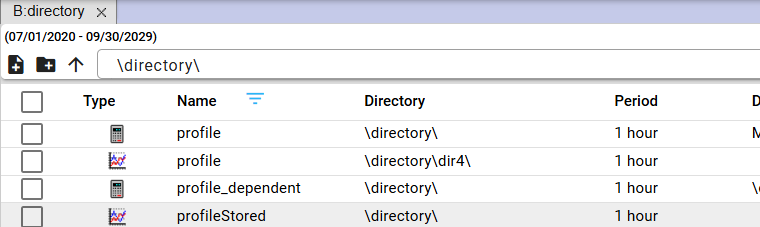 B:directory
(07/01/2020 - 09/30/2029)
\directory\
Type Name Directory Period D
profile \directory\ 1 hour M
profile \directory\dir4\ 1 hour
profile_dependent \directory\ 1 hour
profileStored \directory\ 1 hour